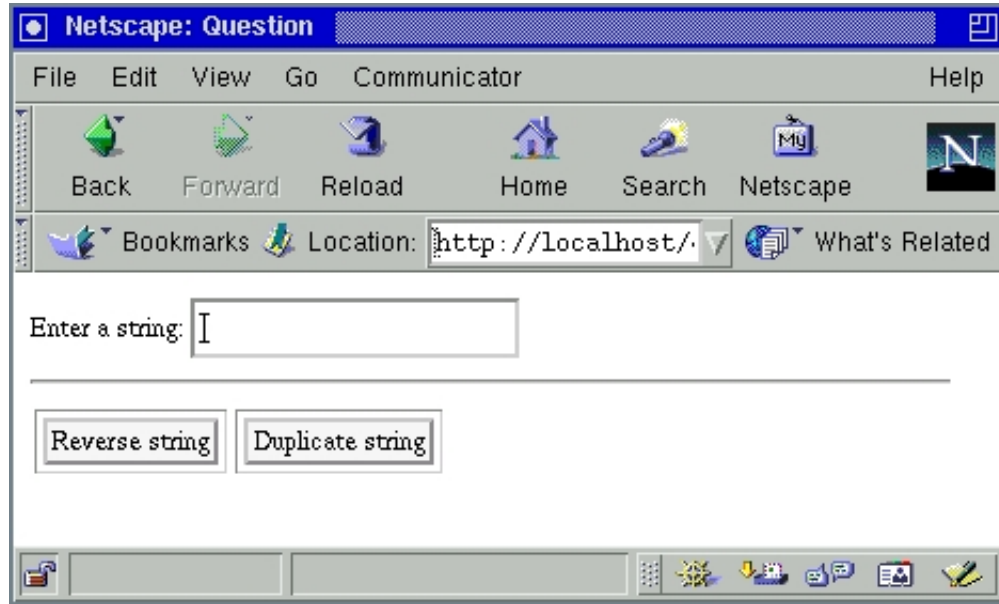 Netscape: Question
File Edit View Go Communicator Help
My N
Back Forward Reload Home Search Netscape
Bookmarks Location: http://localhost/ What's Related
Enter a string:
Reverse string Duplicate string